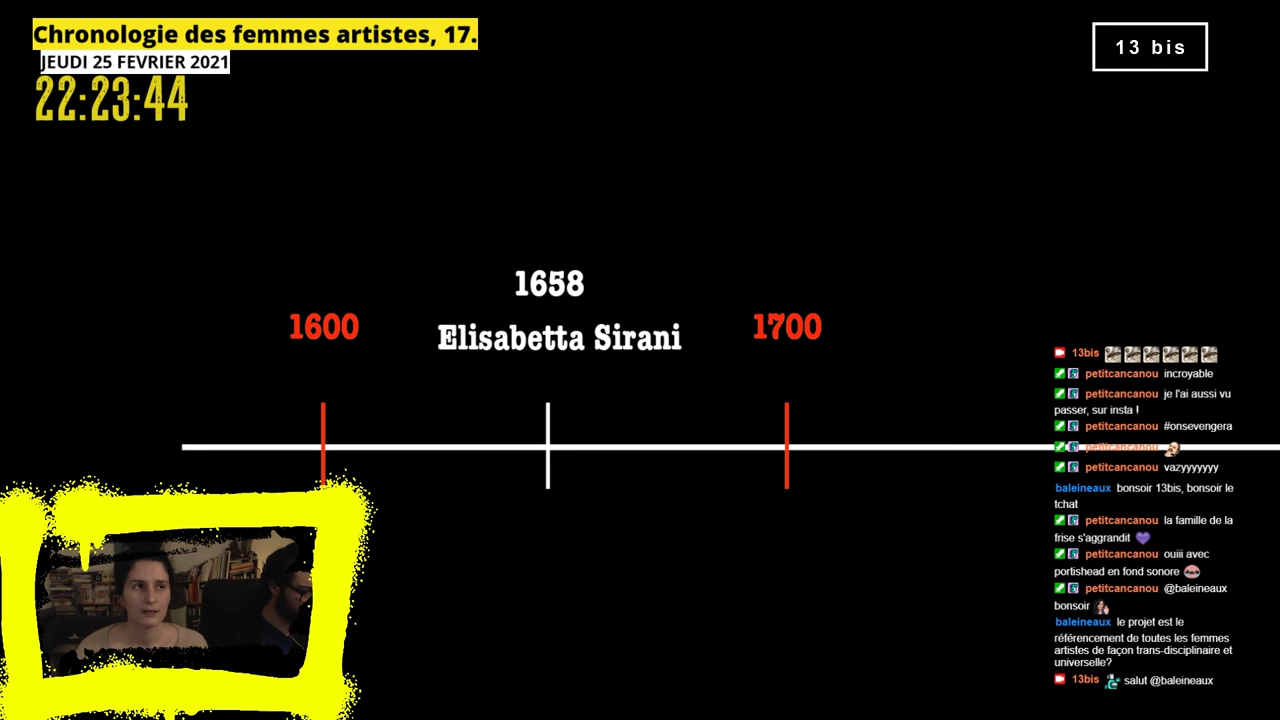 Chronologie des femmes artistes, 17.
JEUDI 25 FEVRIER 2021
22:23:44
13 bis
1658
1600
Elisabetta Sirani
1700
13bis
petitcancanou incroyable
petitcancanou je l'ai aussi vu
passer, sur insta !
petitcancanou #onsevengera
petitcancanou
petitcancanou vazyyyyyyy
baleineaux bonsoir 13bis, bonsoir le
tchat
petitcancanou la famille de la
frise s'aggrandit
petitcancanou ouiii avec
portishead en fond sonore
petitcancanou @baleineaux
bonsoir
baleineaux le projet est le
référencement de toutes les femmes
artistes de façon trans-disciplinaire et
universelle?
13bis salut @baleineaux